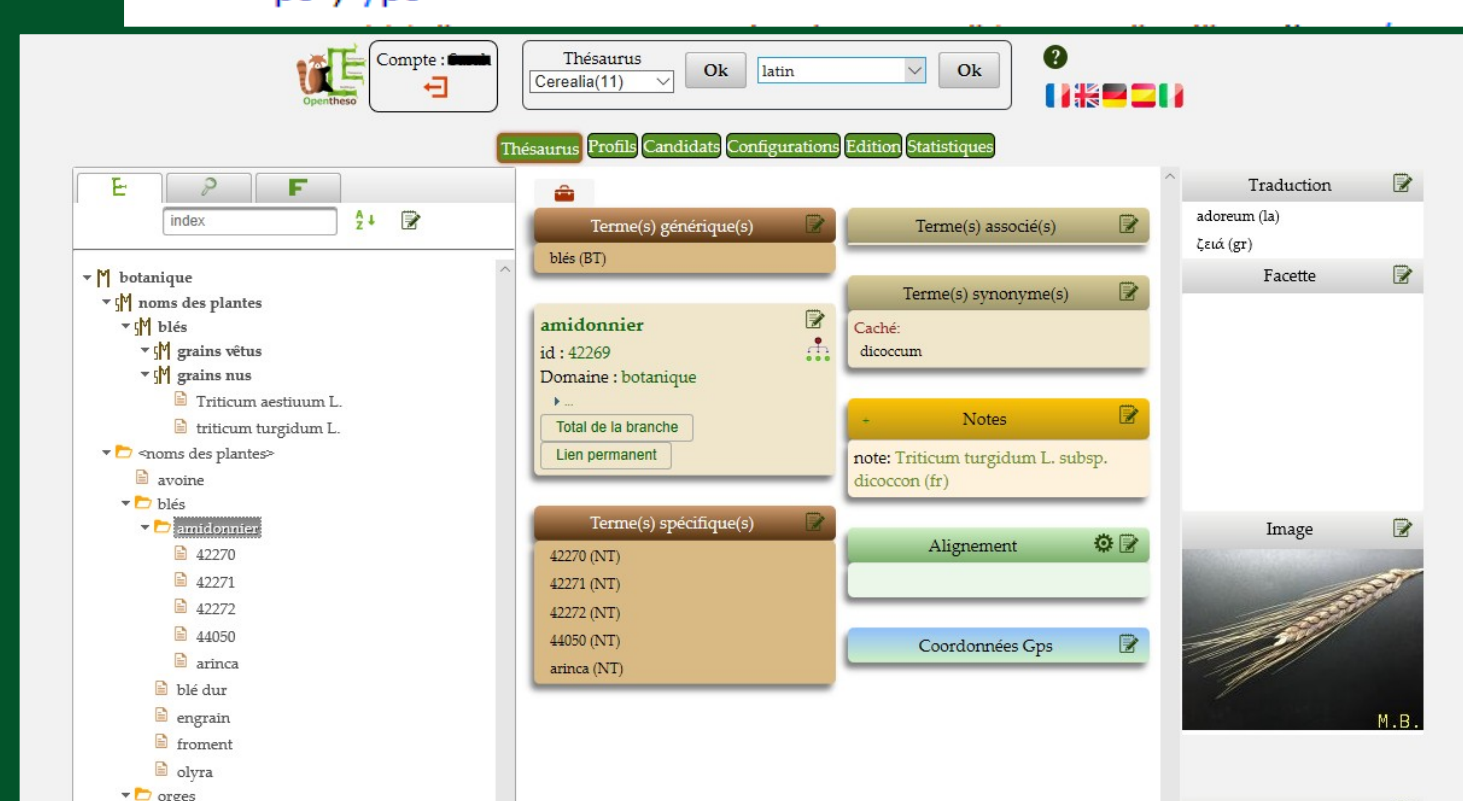 Opentheso
Compte :
Thésaurus
Cerealia(11)
Ok
latin
Ok
?
Thésaurus Profils Candidats Configurations Edition Statistiques
index
A
Z
botanique
noms des plantes
blés
grains vêtus
grains nus
Triticum aestiuum L.
triticum turgidum L.
<noms des plantes>
avoine
blés
amidonnier
42270
42271
42272
44050
arinca
blé dur
engrain
froment
olyra
orges
Terme(s) générique(s)
blés (BT)
amidonnier
id : 42269
Domaine : botanique
...
Total de la branche
Lien permanent
Terme(s) spécifique(s)
42270 (NT)
42271 (NT)
42272 (NT)
44050 (NT)
arinca (NT)
Terme(s) associé(s)
Terme(s) synonyme(s)
Caché:
dicoccum
+ Notes
note: Triticum turgidum L. subsp.
dicoccon (fr)
Alignement
Coordonnées Gps
Traduction
adoreum (la)
ζειά (gr)
Facette
Image
M.B.